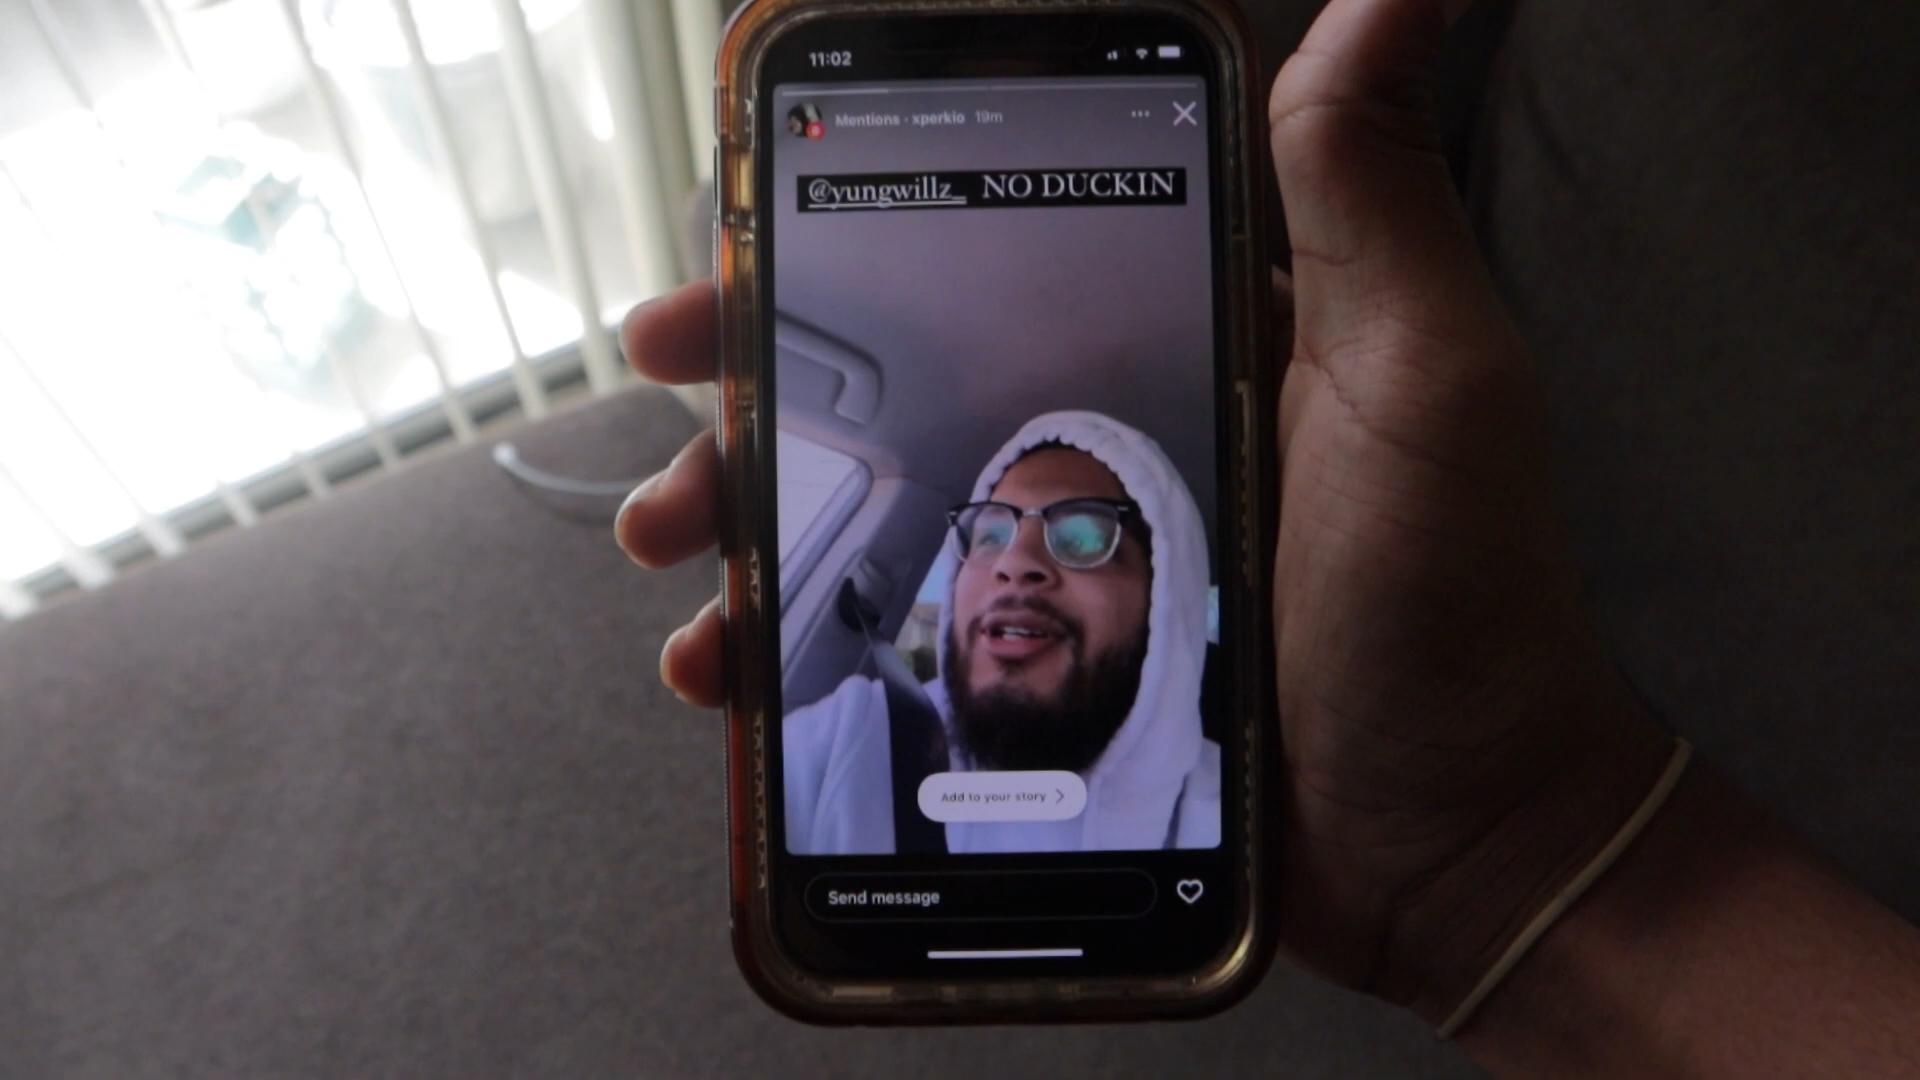 11:02
Mentions · xperkio 19m
@yungwillz_ NO DUCKIN
Add to your story
Send message